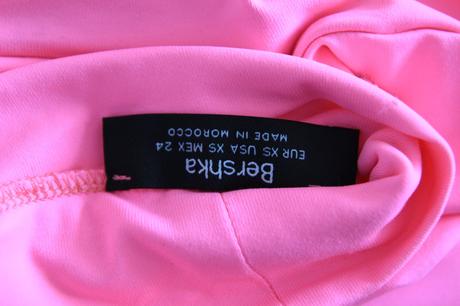 Bershka
EUR XS USA XS MEX 24
MADE IN MOROCCO